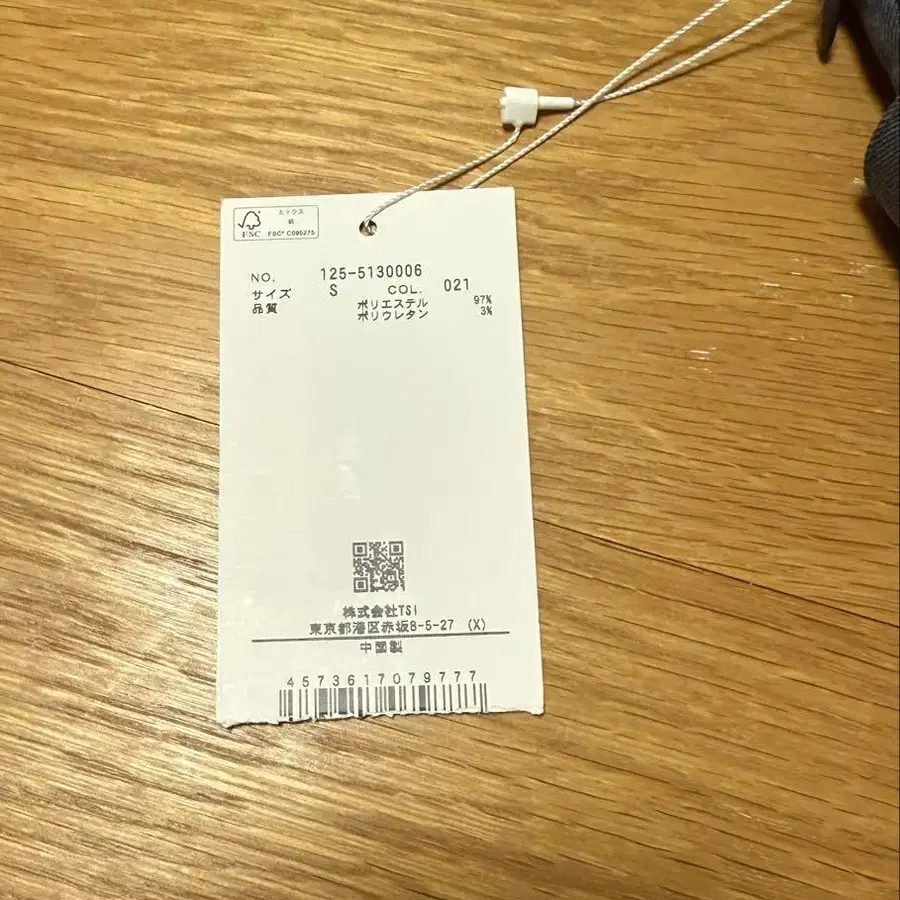 ミックス
紙
FSC
FSC® C095275
NO. 125-5130006
サイズ S COL. 021
品質 ポリエステル 97%
ポリウレタン 3%
株式会社TSI
東京都港区赤坂8-5-27 (X)
中国製
4573617079777